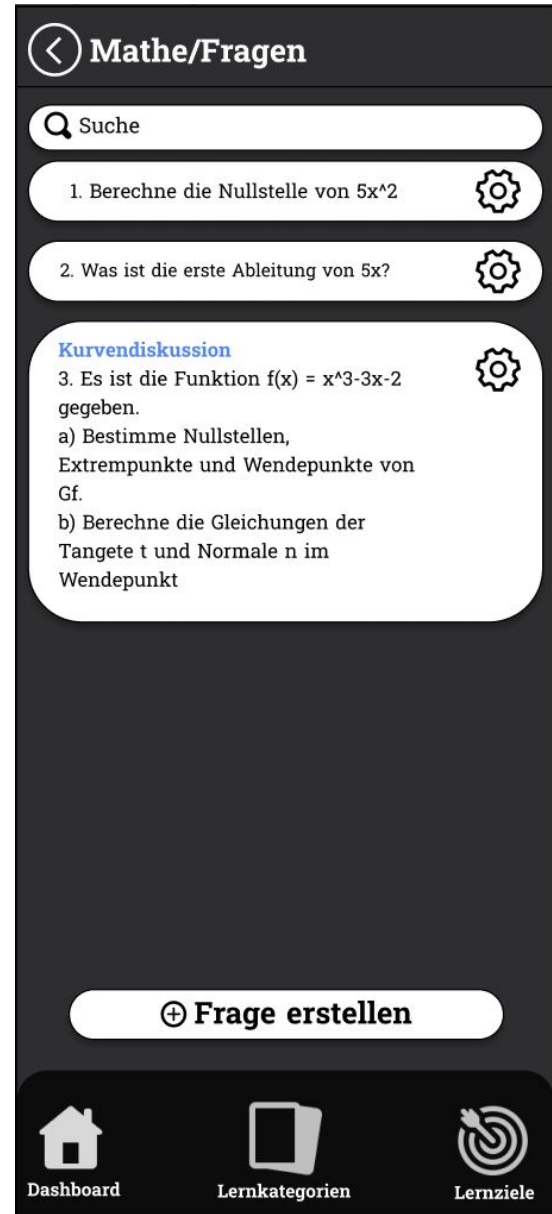 Mathe/Fragen
Suche
1. Berechne die Nullstelle von 5x^2
2. Was ist die erste Ableitung von 5x?
Kurvendiskussion
3. Es ist die Funktion f(x) = x^3-3x-2
gegeben.
a) Bestimme Nullstellen,
Extrempunkte und Wendepunkte von
Gf.
b) Berechne die Gleichungen der
Tangete t und Normale n im
Wendepunkt
Frage erstellen
Dashboard
Lernkategorien
Lernziele